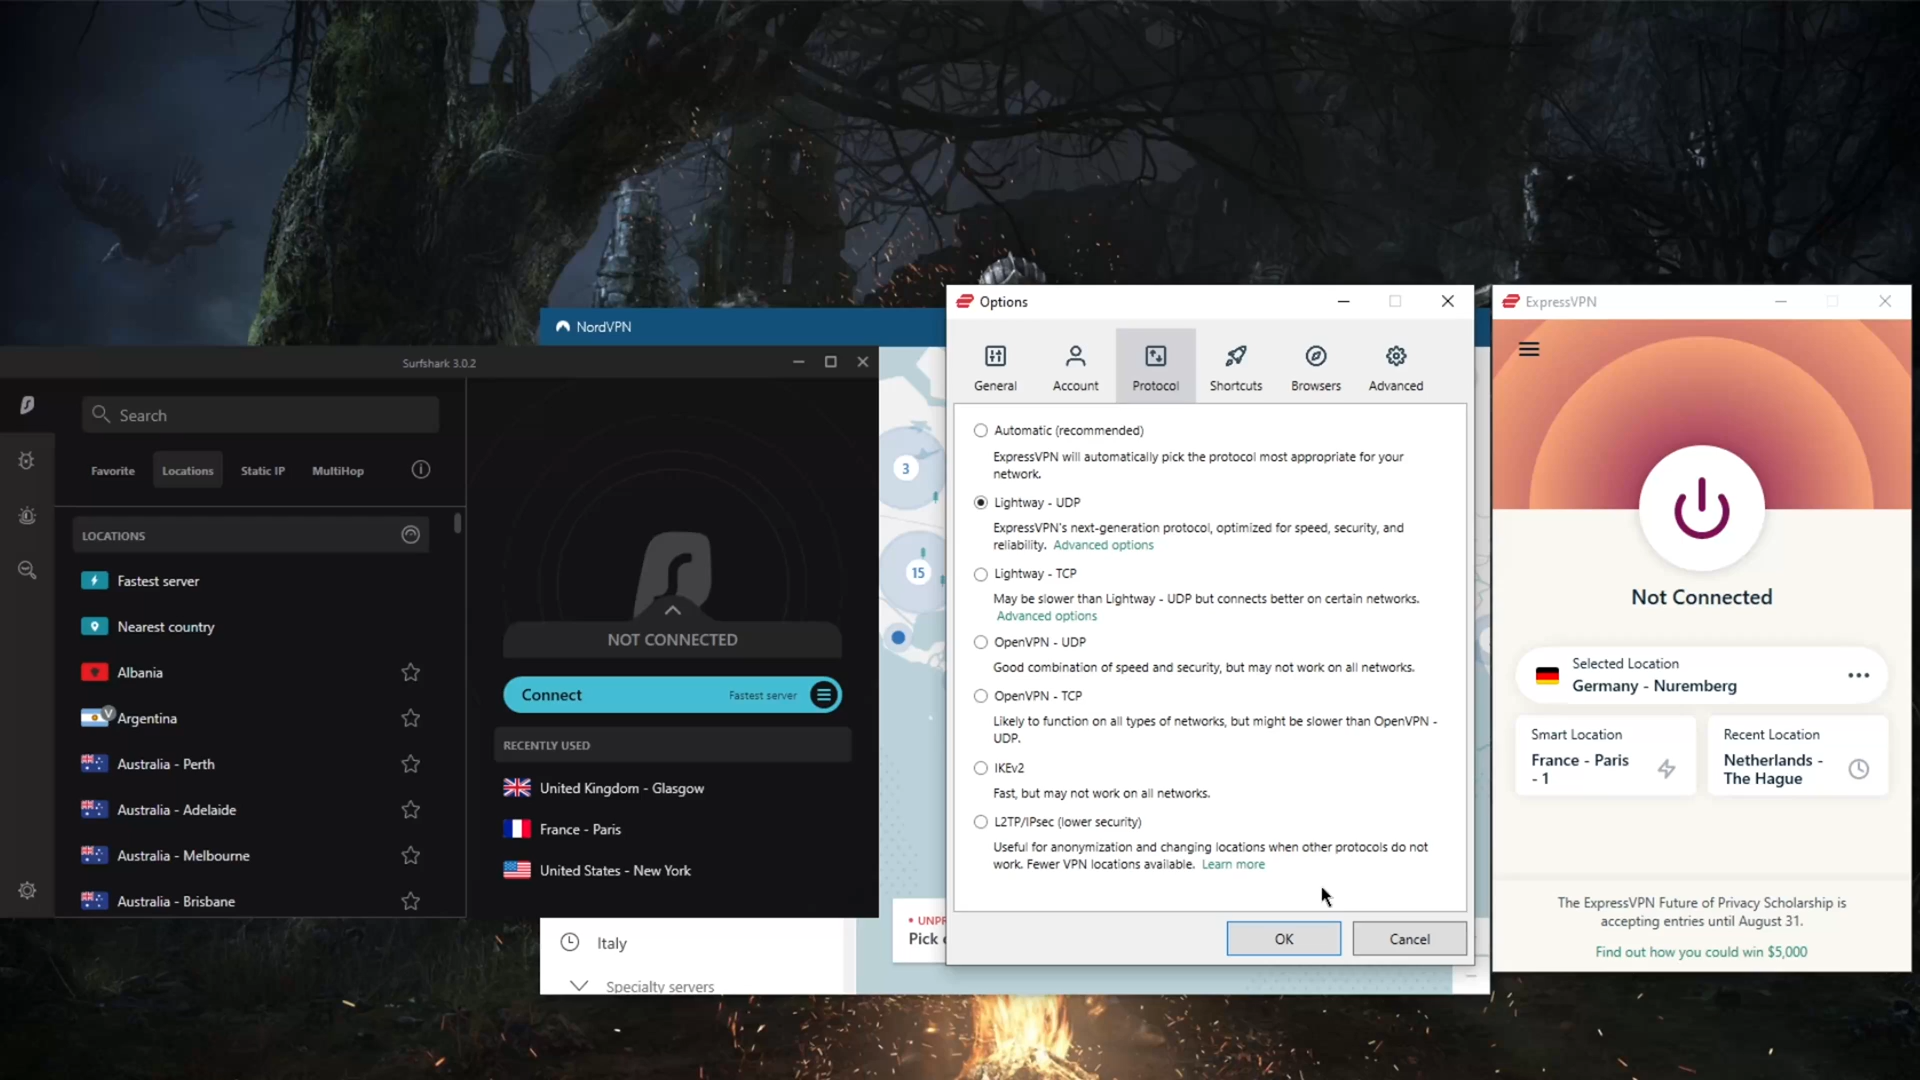 NordVPN
Surfshark 3.0.2
Search
Favorite
Locations
Static IP
MultiHop
LOCATIONS
Fastest server
Nearest country
Albania
Argentina
Australia - Perth
Australia - Adelaide
Australia - Melbourne
Australia - Brisbane
NOT CONNECTED
Connect
Fastest server
RECENTLY USED
United Kingdom - Glasgow
France - Paris
United States - New York
3
15
Italy
Specialty servers
Options
General
Account
Protocol
Shortcuts
Browsers
Advanced
Automatic (recommended)
ExpressVPN will automatically pick the protocol most appropriate for your
network.
Lightway - UDP
ExpressVPN's next-generation protocol, optimized for speed, security, and
reliability. Advanced options
Lightway - TCP
May be slower than Lightway - UDP but connects better on certain networks.
Advanced options
OpenVPN - UDP
Good combination of speed and security, but may not work on all networks.
OpenVPN - TCP
Likely to function on all types of networks, but might be slower than OpenVPN -
UDP.
IKEv2
Fast, but may not work on all networks.
L2TP/IPsec (lower security)
Useful for anonymization and changing locations when other protocols do not
work. Fewer VPN locations available. Learn more
OK
Cancel
UNPR
Pick
ExpressVPN
Not Connected
Selected Location
Germany - Nuremberg
Smart Location
France - Paris
- 1
Recent Location
Netherlands -
The Hague
The ExpressVPN Future of Privacy Scholarship is
accepting entries until August 31.
Find out how you could win $5,000